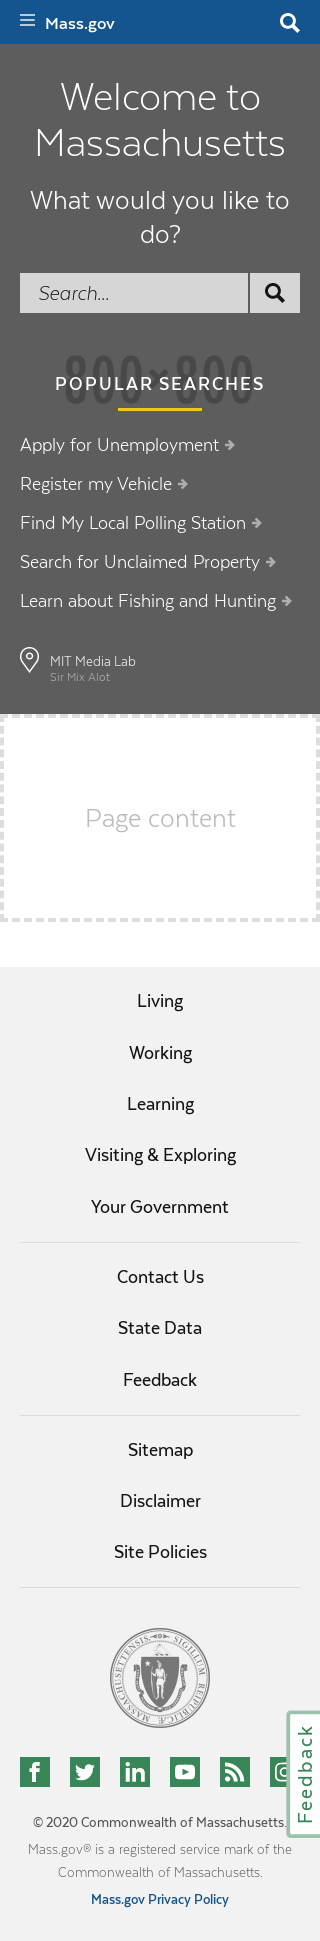 Mass.gov
Welcome to
Massachusetts
What would you like to
do?
Search...
800×800
POPULAR SEARCHES
Apply for Unemployment
Register my Vehicle
Find My Local Polling Station
Search for Unclaimed Property
Learn about Fishing and Hunting
MIT Media Lab
Sir Mix Alot
Page content
Living
Working
Learning
Visiting & Exploring
Your Government
Contact Us
State Data
Feedback
Sitemap
Disclaimer
Site Policies
Feedback
© 2020 Commonwealth of Massachusetts.
Mass.gov® is a registered service mark of the
Commonwealth of Massachusetts.
Mass.gov Privacy Policy